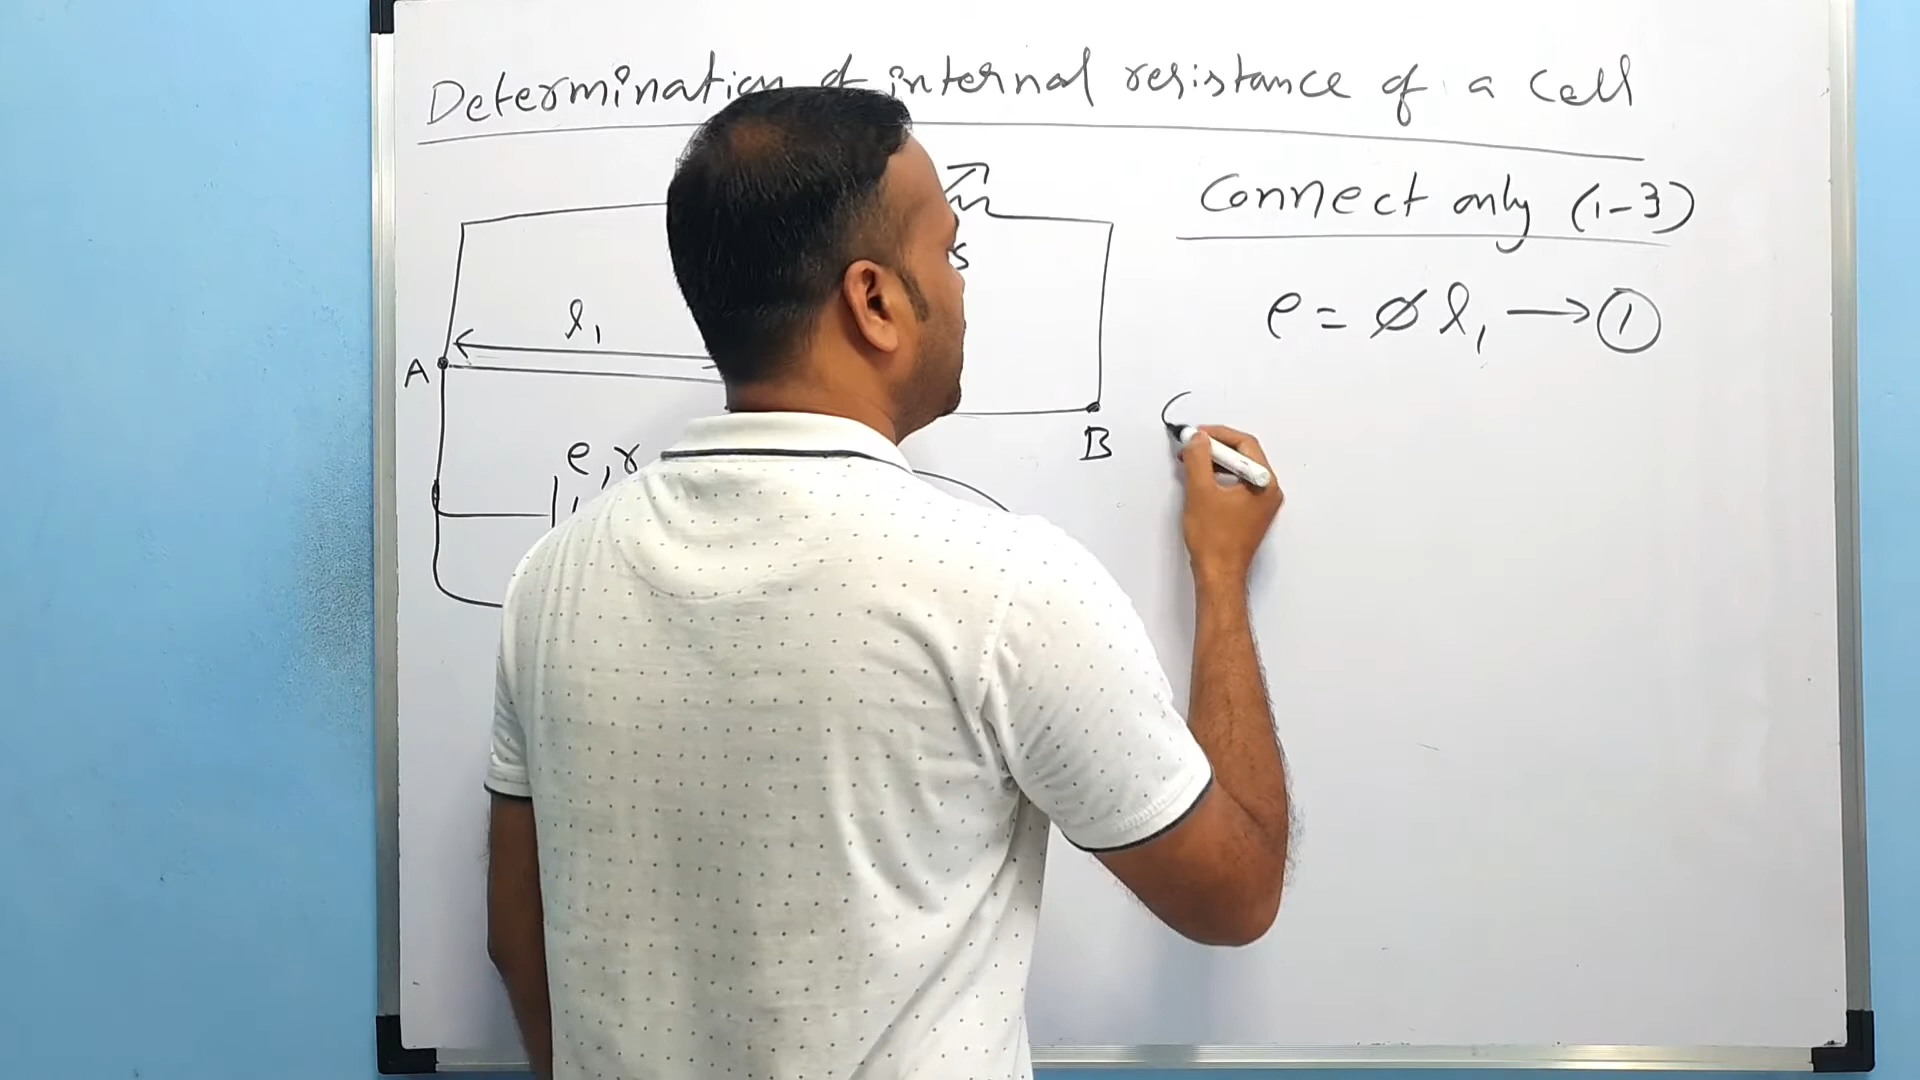 Determination of internal resistance of a cell
Connect only (1-3)
e = ϕ l₁ → ①
l₁
S
A
B
e, r
C